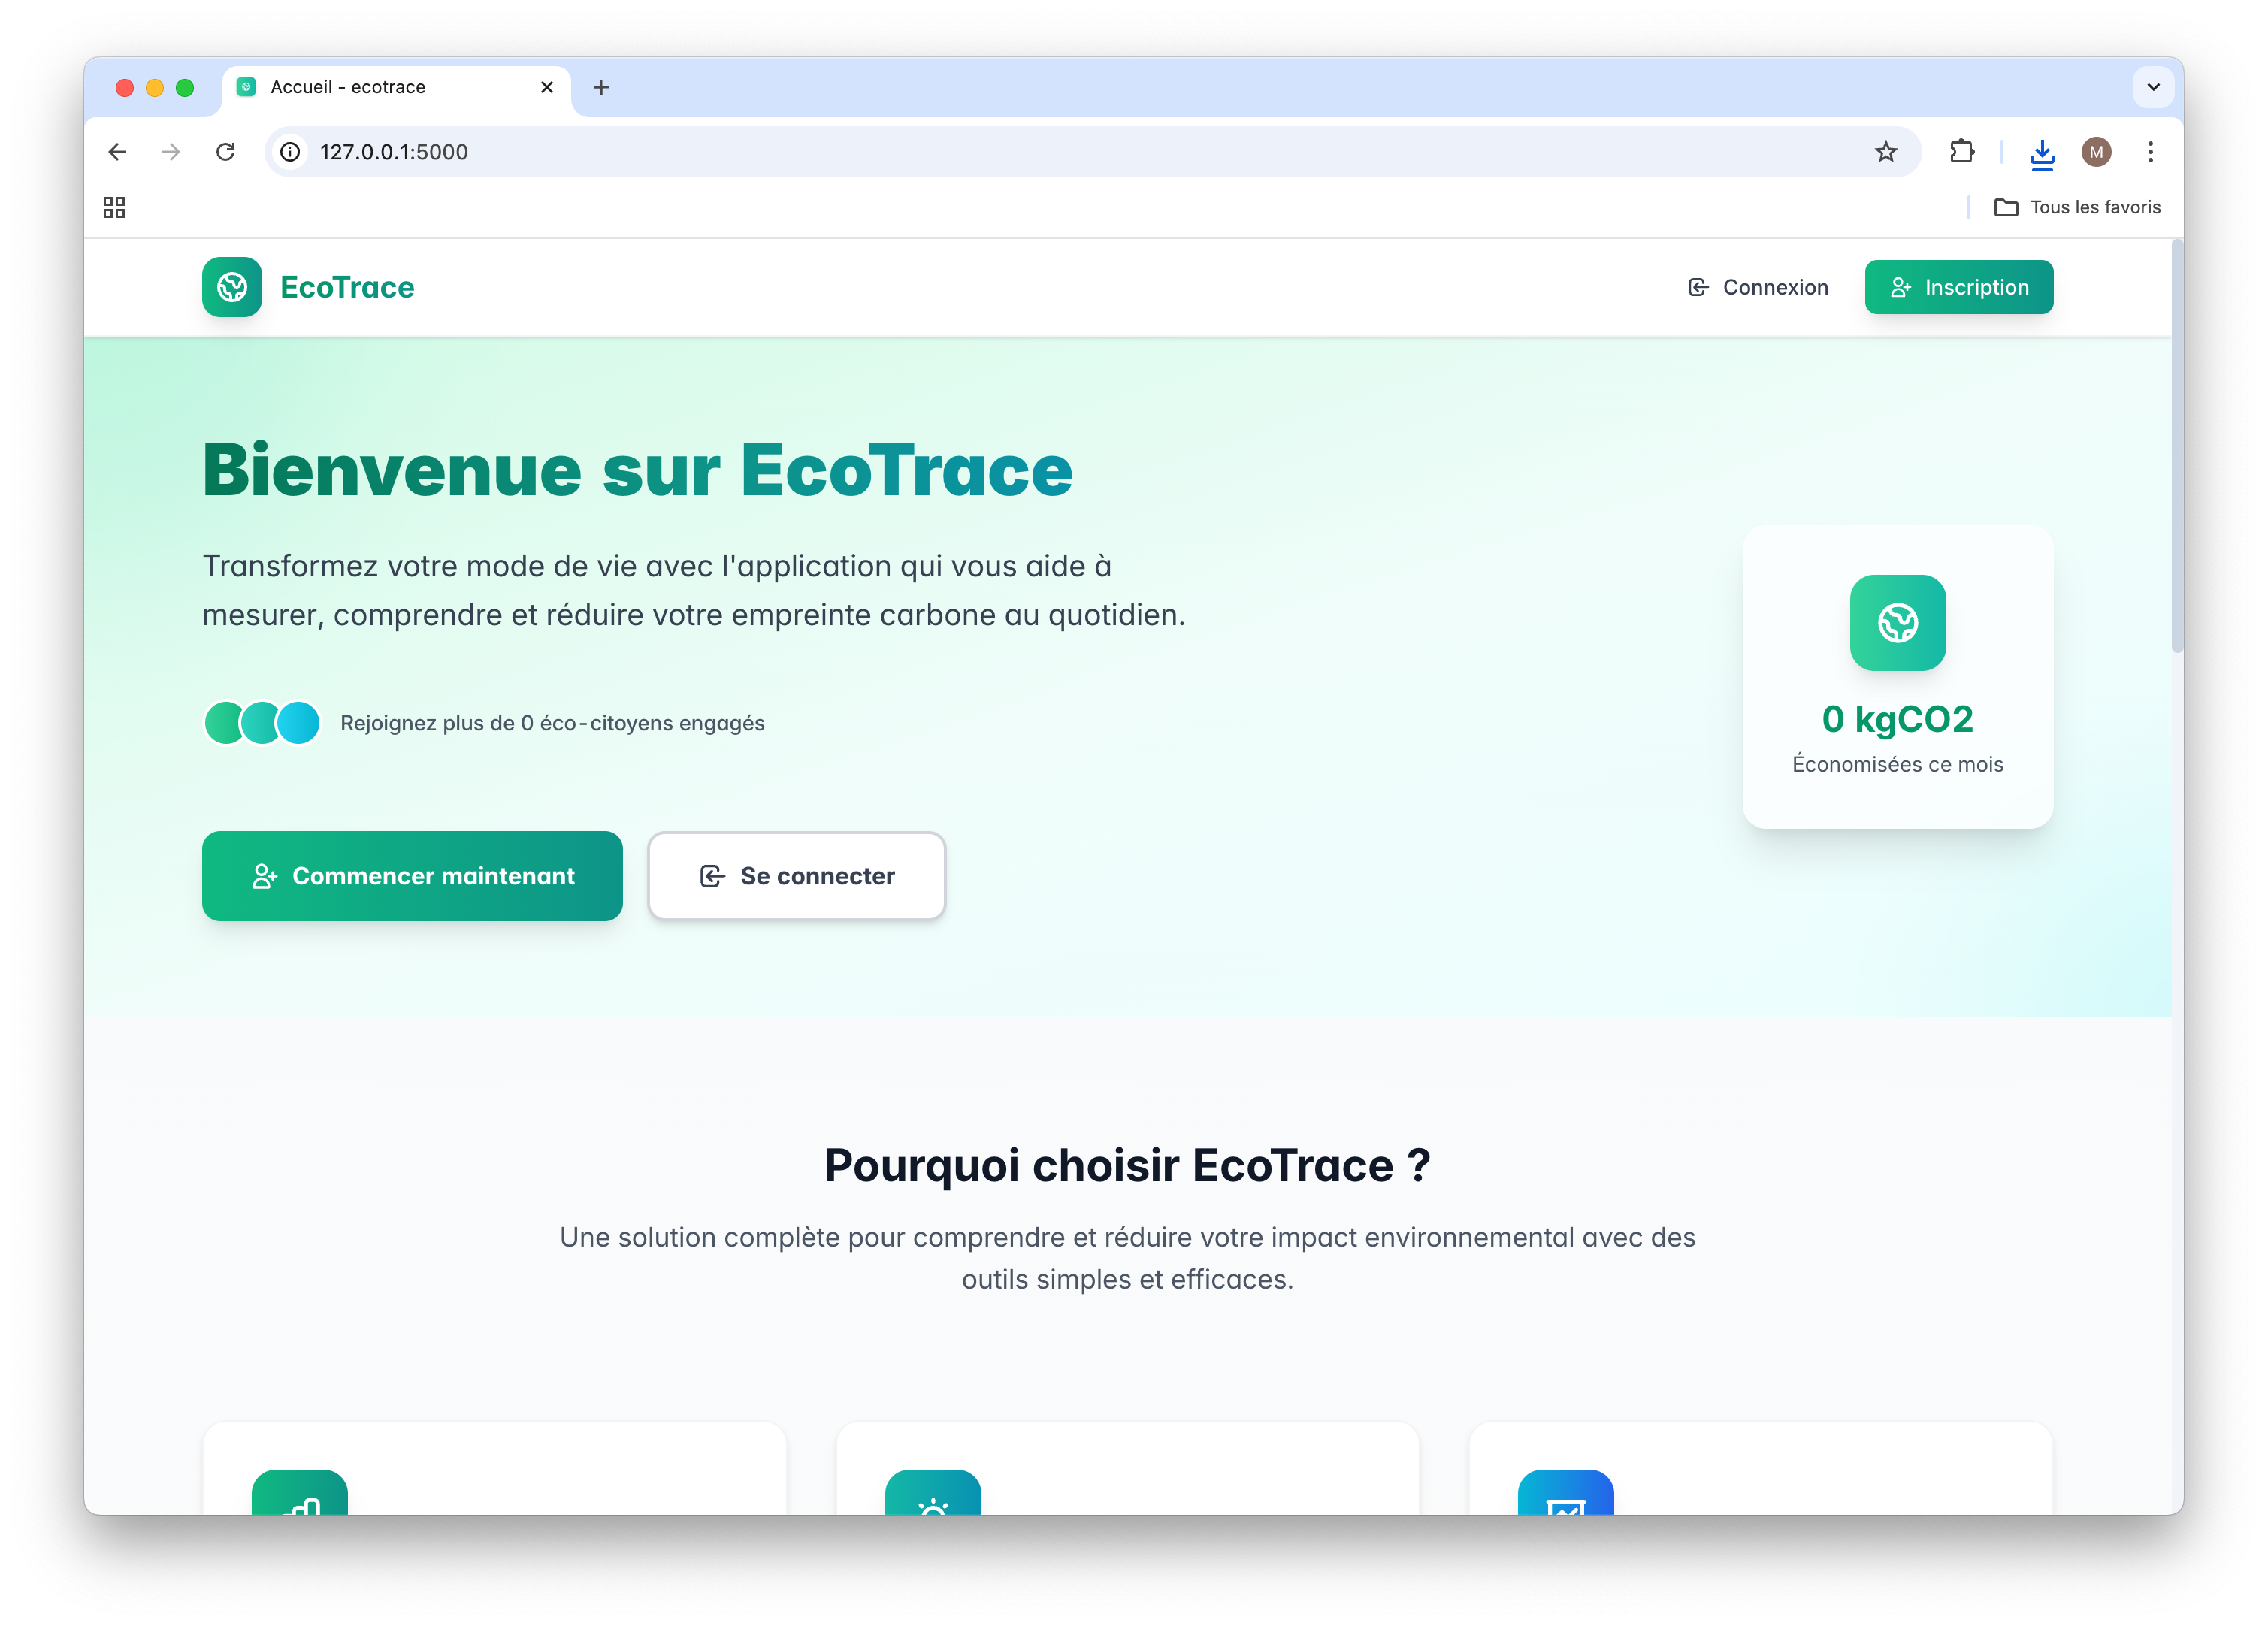 Accueil - ecotrace
127.0.0.1:5000
M
Tous les favoris
EcoTrace
Connexion
Inscription
Bienvenue sur EcoTrace
Transformez votre mode de vie avec l'application qui vous aide à
mesurer, comprendre et réduire votre empreinte carbone au quotidien.
Rejoignez plus de 0 éco-citoyens engagés
0 kgCO2
Économisées ce mois
Commencer maintenant
Se connecter
Pourquoi choisir EcoTrace ?
Une solution complète pour comprendre et réduire votre impact environnemental avec des
outils simples et efficaces.